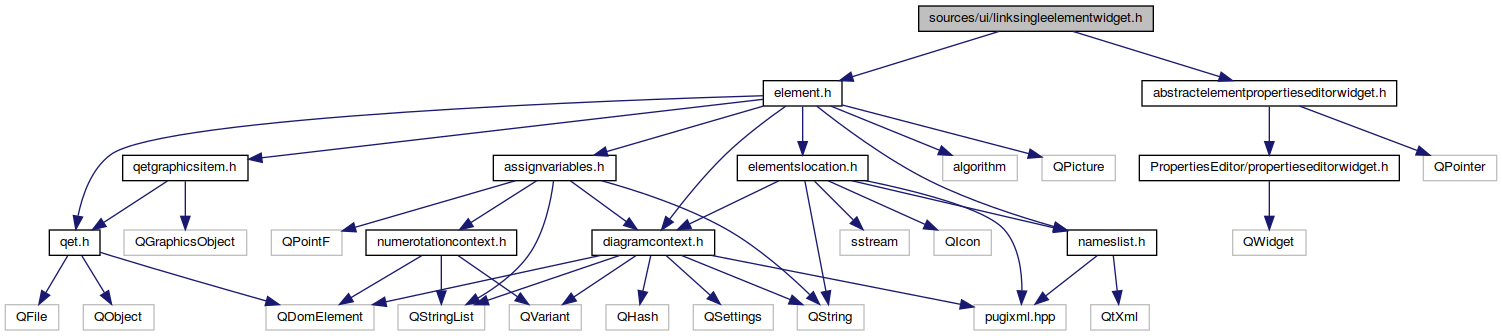 sources/ui/linksingleelementwidget.h
element.h
abstractelementpropertieseditorwidget.h
qetgraphicsitem.h
assignvariables.h
elementslocation.h
algorithm
QPicture
PropertiesEditor/propertieseditorwidget.h
QPointer
qet.h
QGraphicsObject
QPointF
numerotationcontext.h
diagramcontext.h
sstream
QIcon
nameslist.h
QWidget
QFile
QObject
QDomElement
QStringList
QVariant
QHash
QSettings
QString
pugixml.hpp
QtXml